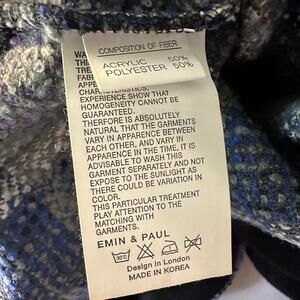 COMPOSITION OF FIBER
ACRYLIC 50%
POLYESTER 50%
CHARACTERISTICS.
EXPERIENCE SHOW THAT
HOMOGENEITY CANNOT BE
GUARANTEED.
THERFORE IS ABSOLUTELY
NATURAL THAT THE GARMENTS
VARY IN APPARENCE BETWEEN
EACH OTHER, AND VARY IN
APPARENCE IN THE TIME. IT IS
ADVISABLE TO WASH THIS
GARMENT SEPARATELY AND NOT
EXPOSE TO THE SUNLIGHT AS
THERE COULD BE VARIATION IN
COLOR.
THIS PARTICULAR TREATMENT
PLAY ATTENTION TO THE
MATCHING WITH
GARMENTS.
EMIN & PAUL
30°C
Design in London
MADE IN KOREA